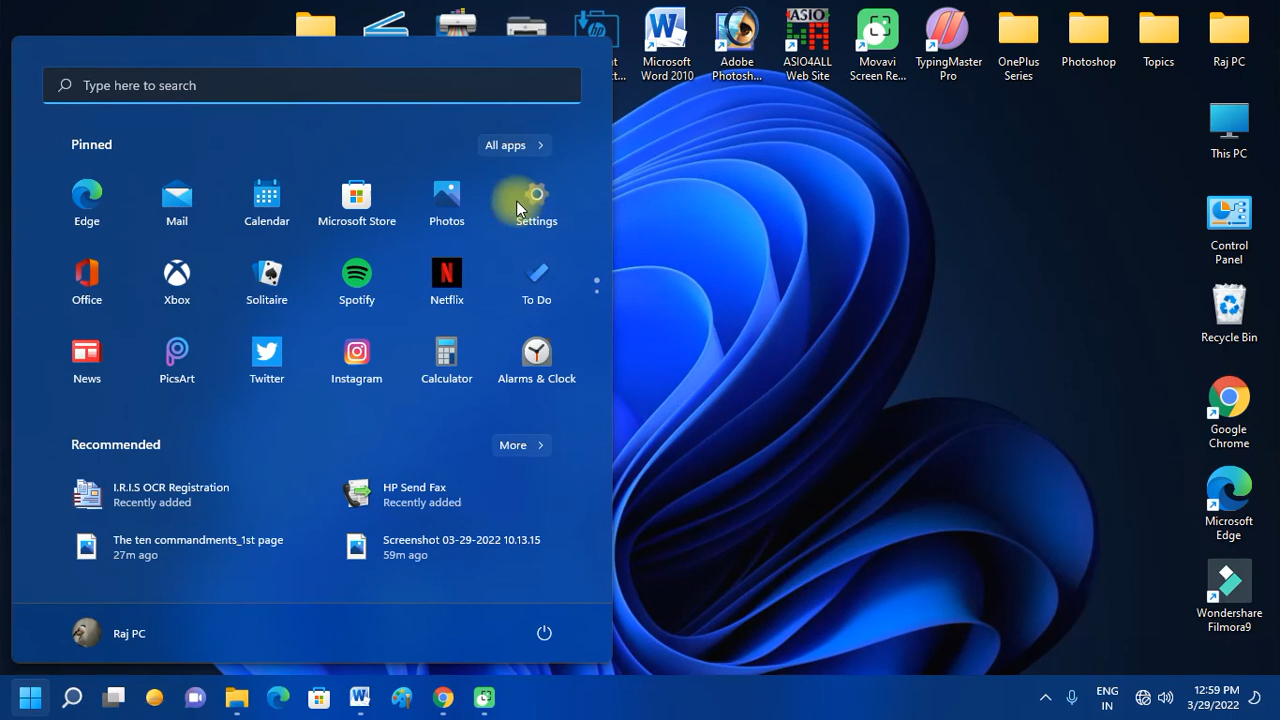 Type here to search
Pinned
All apps
Edge
Mail
Calendar
Microsoft Store
Photos
Settings
Office
Xbox
Solitaire
Spotify
Netflix
To Do
News
PicsArt
Twitter
Instagram
Calculator
Alarms & Clock
Recommended
More
I.R.I.S OCR Registration
Recently added
HP Send Fax
Recently added
The ten commandments_1st page
27m ago
Screenshot 03-29-2022 10.13.15
59m ago
Raj PC
Microsoft
Word 2010
Adobe
Photosh...
ASIO
4ALL
ASIO4ALL
Web Site
Movavi
Screen Re...
TypingMaster
Pro
OnePlus
Series
Photoshop
Topics
Raj PC
This PC
Control
Panel
Recycle Bin
Google
Chrome
Microsoft
Edge
Wondershare
Filmora9
ENG
IN
12:59 PM
3/29/2022